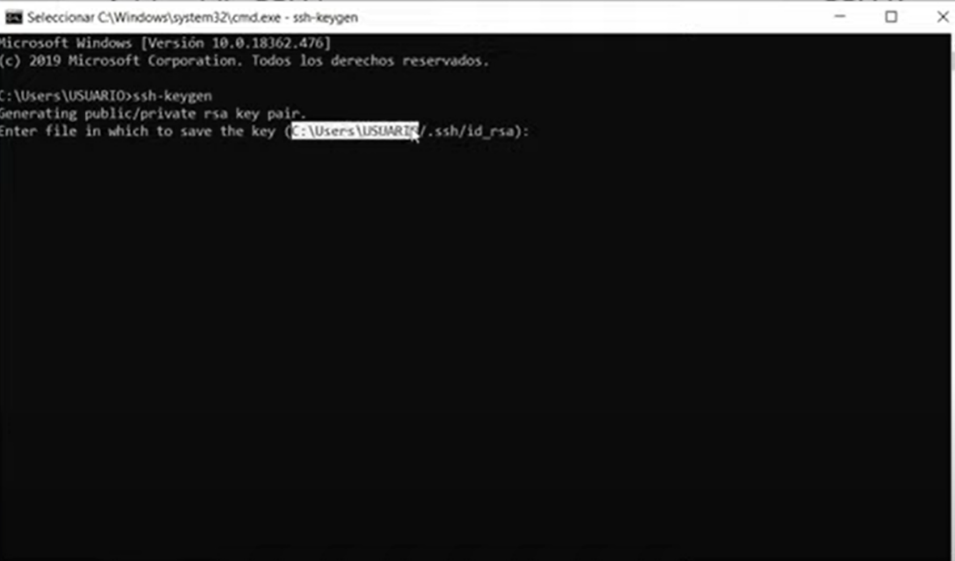 Seleccionar C:\Windows\system32\cmd.exe - ssh-keygen
Microsoft Windows [Versión 10.0.18362.476]
(c) 2019 Microsoft Corporation. Todos los derechos reservados.
C:\Users\USUARIO>ssh-keygen
Generating public/private rsa key pair.
Enter file in which to save the key (C:\Users\USUARIO/.ssh/id_rsa):